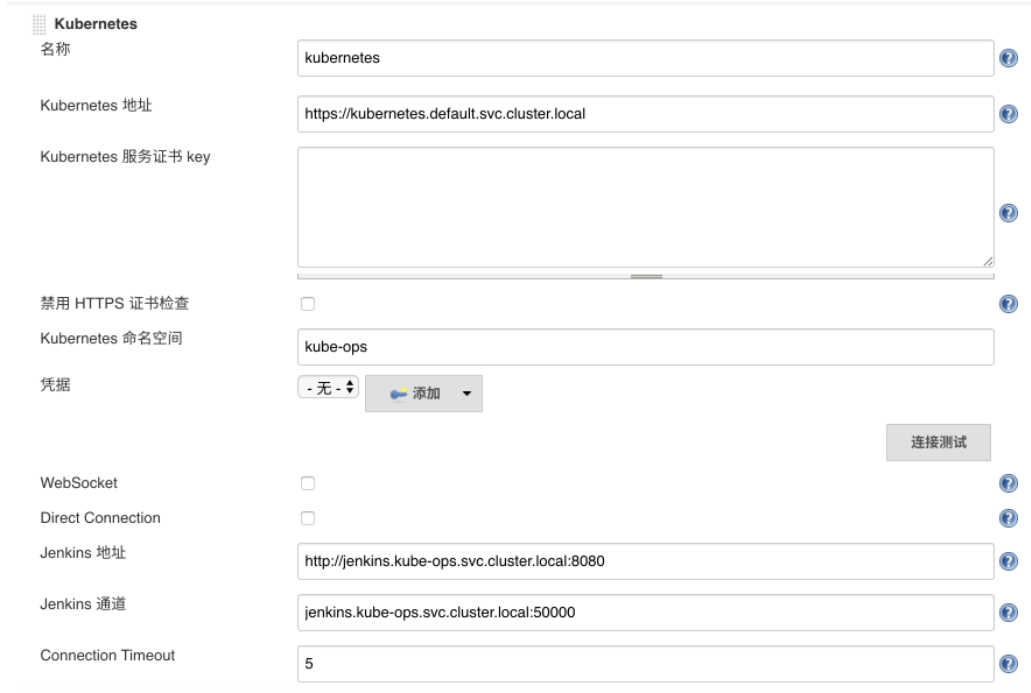 Kubernetes
名称
kubernetes
Kubernetes 地址
https://kubernetes.default.svc.cluster.local
Kubernetes 服务证书 key
禁用 HTTPS 证书检查
Kubernetes 命名空间
kube-ops
凭据
- 无 -
添加
连接测试
WebSocket
Direct Connection
Jenkins 地址
http://jenkins.kube-ops.svc.cluster.local:8080
Jenkins 通道
jenkins.kube-ops.svc.cluster.local:50000
Connection Timeout
5